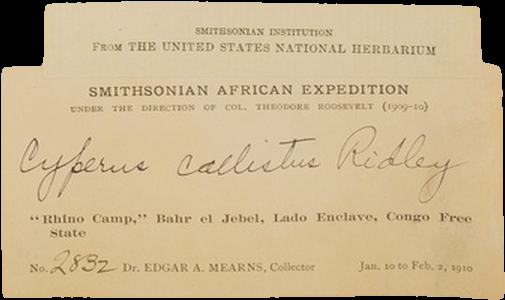 SMITHSONIAN INSTITUTION
FROM THE UNITED STATES NATIONAL HERBARIUM
SMITHSONIAN AFRICAN EXPEDITION
UNDER THE DIRECTION OF COL. THEODORE ROOSEVELT (1909-10)
Cyperus callistus Ridley
"Rhino Camp," Bahr el Jebel, Lado Enclave, Congo Free
State
No. 2832 Dr. EDGAR A. MEARNS, Collector Jan. 10 to Feb. 2, 1910